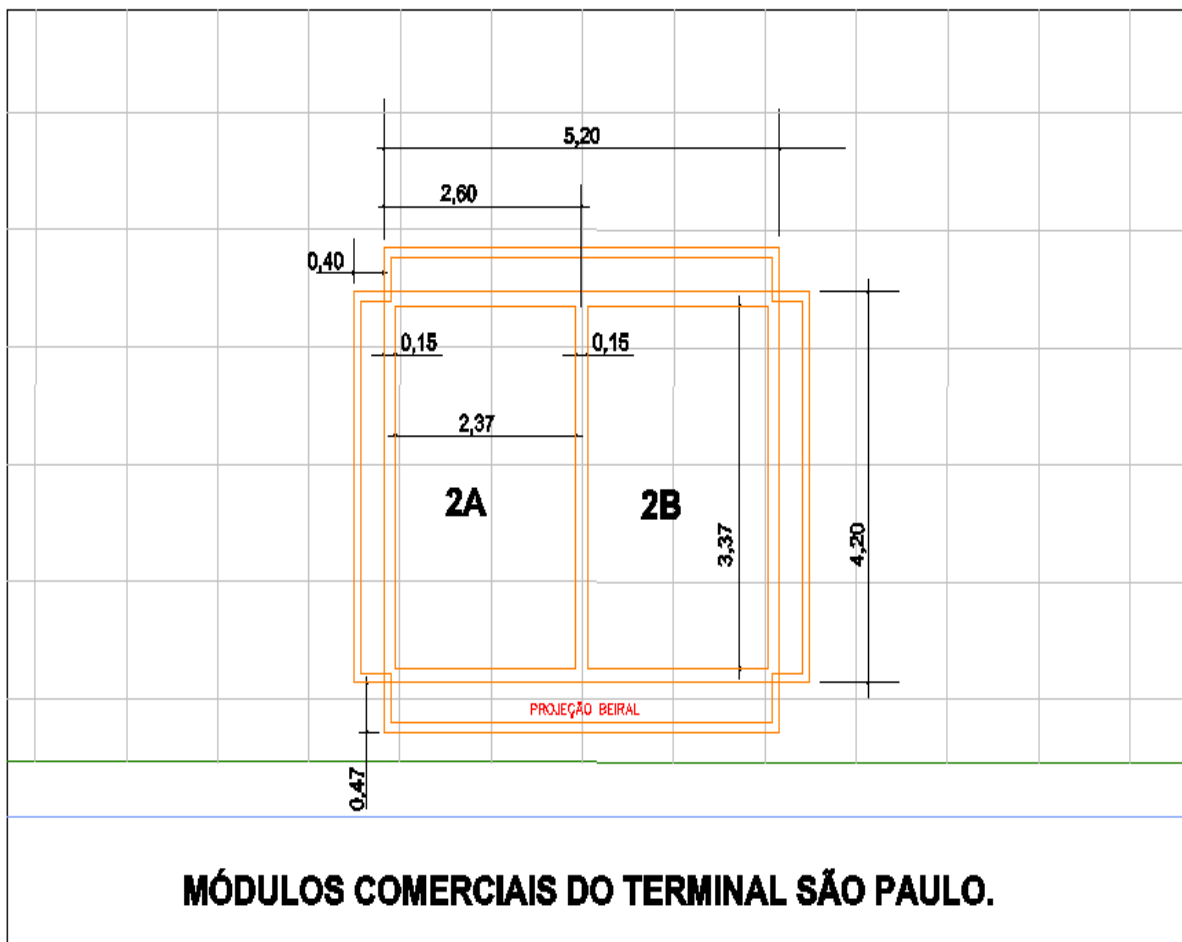 5,20
2,60
0,40
0,15
0,15
2,37
2A
2B
3,37
4,20
PROJEÇÃO BEIRAL
0,47
MÓDULOS COMERCIAIS DO TERMINAL SÃO PAULO.